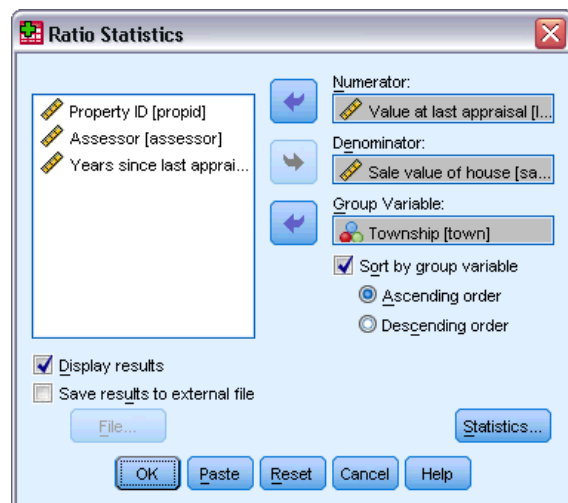 Ratio Statistics
Numerator:
Property ID [propid]
Value at last appraisal [l...
Assessor [assessor]
Denominator:
Years since last apprai...
Sale value of house [sa...
Group Variable:
Township [town]
Sort by group variable
Ascending order
Descending order
Display results
Save results to external file
File...
Statistics...
OK
Paste
Reset
Cancel
Help